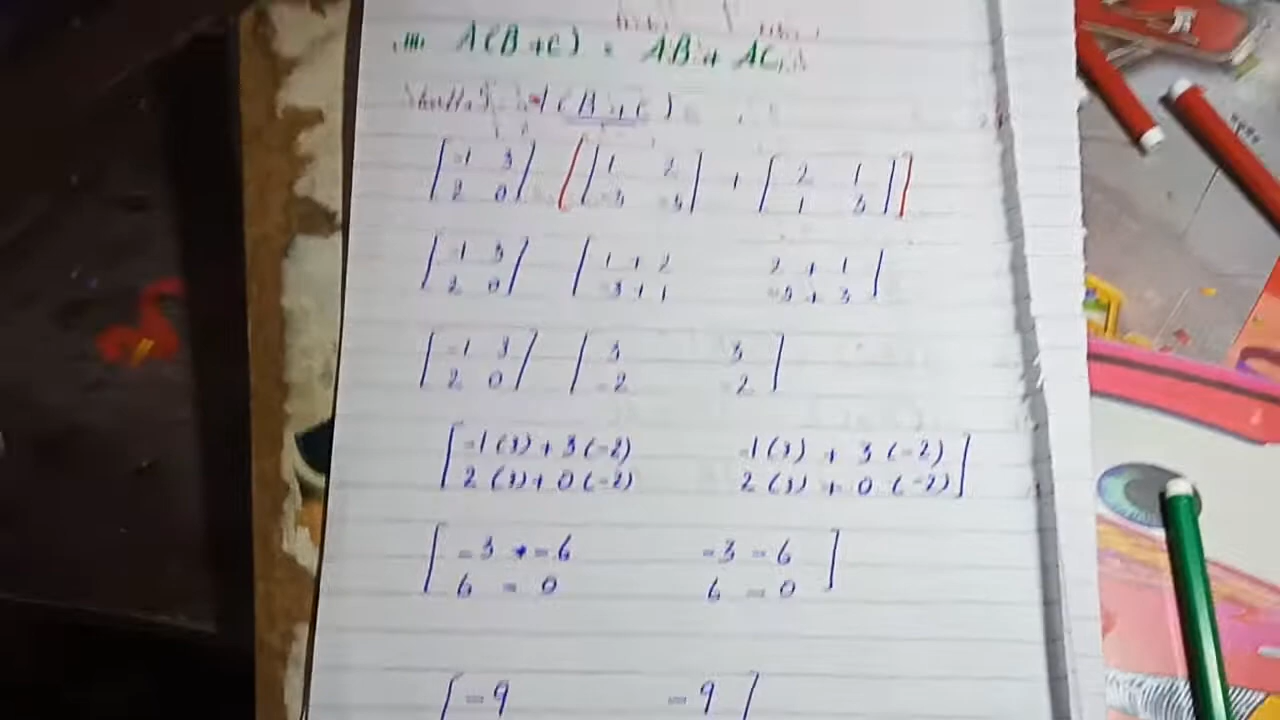 iii A(B+C) = AB + AC
A(B+C)
[-1 3 [[1 2 + [2 1]]
2 0] -3 -5] 1 3
[-1 3 [1+2 2+1]
2 0] -3+1 -5+3
[-1 3 [3 3]
2 0] -2 -2
[-1(3)+3(-2) -1(3) + 3(-2)]
2(3)+0(-2) 2(3) + 0(-2)
[-3 - 6 -3 - 6]
6 - 0 6 - 0
[-9 -9]